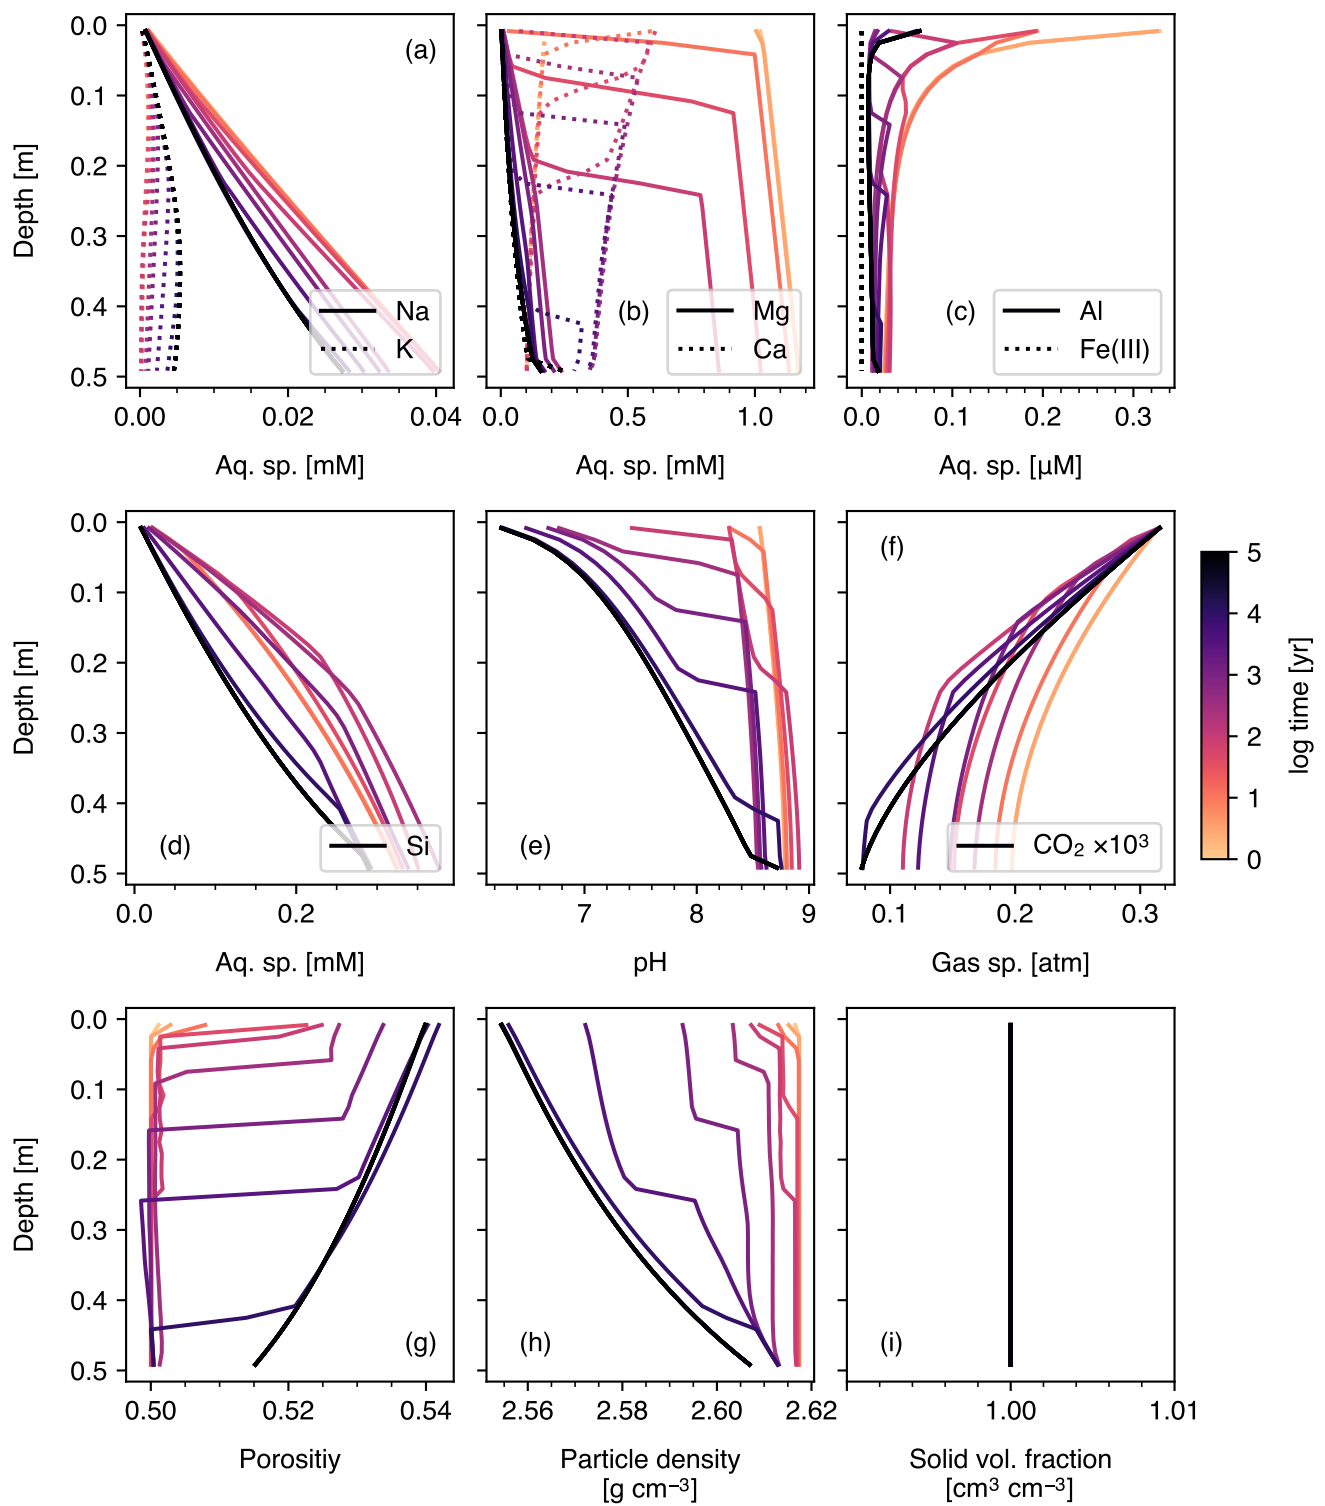 0.0
0.1
0.2
0.3
0.4
0.5
Depth [m]
(a)
Na
K
0.00
0.02
0.04
Aq. sp. [mM]
(b)
Mg
Ca
0.0
0.5
1.0
Aq. sp. [mM]
(c)
Al
Fe(III)
0.0
0.1
0.2
0.3
Aq. sp. [µM]
0.0
0.1
0.2
0.3
0.4
0.5
Depth [m]
(d)
Si
0.0
0.2
Aq. sp. [mM]
(e)
7
8
9
pH
(f)
CO₂ ×10³
0.1
0.2
0.3
Gas sp. [atm]
5
4
3
2
1
0
log time [yr]
0.0
0.1
0.2
0.3
0.4
0.5
Depth [m]
(g)
0.50
0.52
0.54
Porositiy
(h)
2.56
2.58
2.60
2.62
Particle density
[g cm⁻³]
(i)
1.00
1.01
Solid vol. fraction
[cm³ cm⁻³]